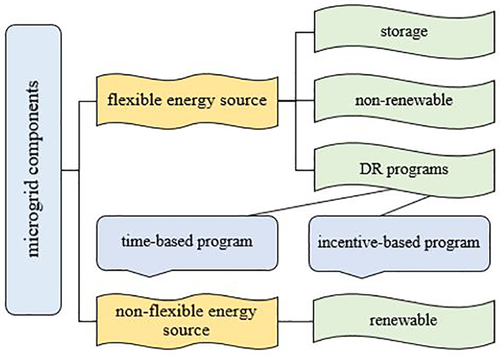 microgrid components
flexible energy source
storage
non-renewable
DR programs
time-based program
incentive-based program
non-flexible energy
source
renewable